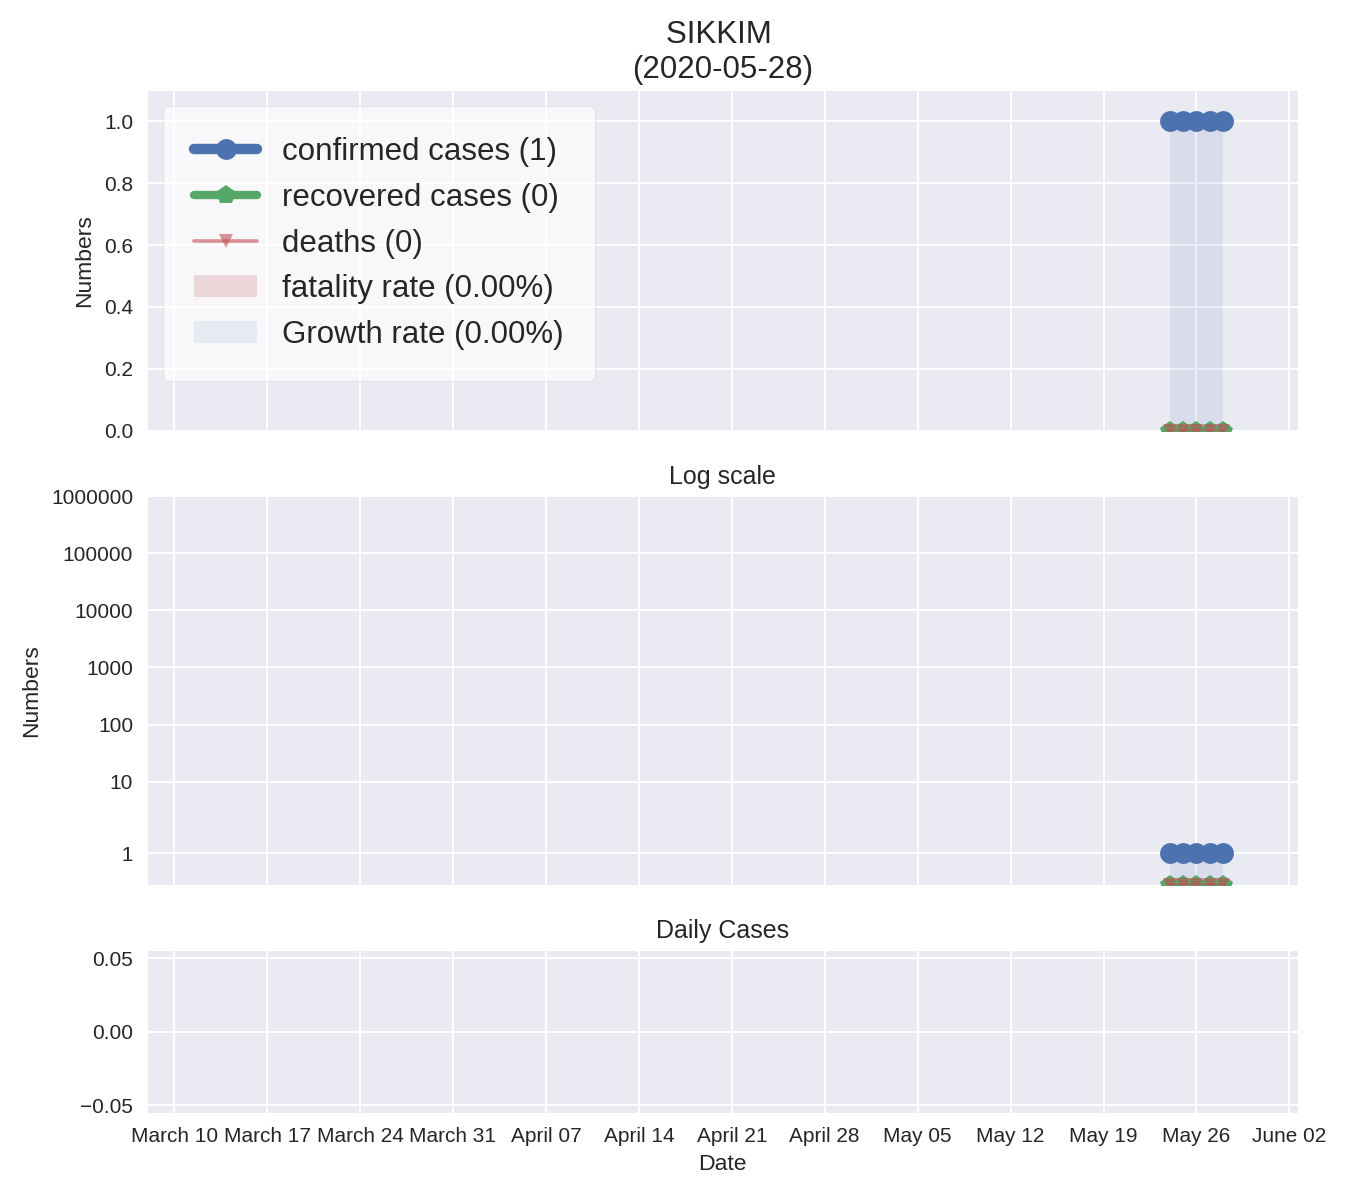 SIKKIM
(2020-05-28)
1.0
0.8
0.6
0.4
0.2
0.0
Numbers
confirmed cases (1)
recovered cases (0)
deaths (0)
fatality rate (0.00%)
Growth rate (0.00%)
Log scale
1000000
100000
10000
1000
100
10
1
Numbers
Daily Cases
0.05
0.00
−0.05
March 10 March 17 March 24 March 31 April 07 April 14 April 21 April 28 May 05 May 12 May 19 May 26 June 02
Date